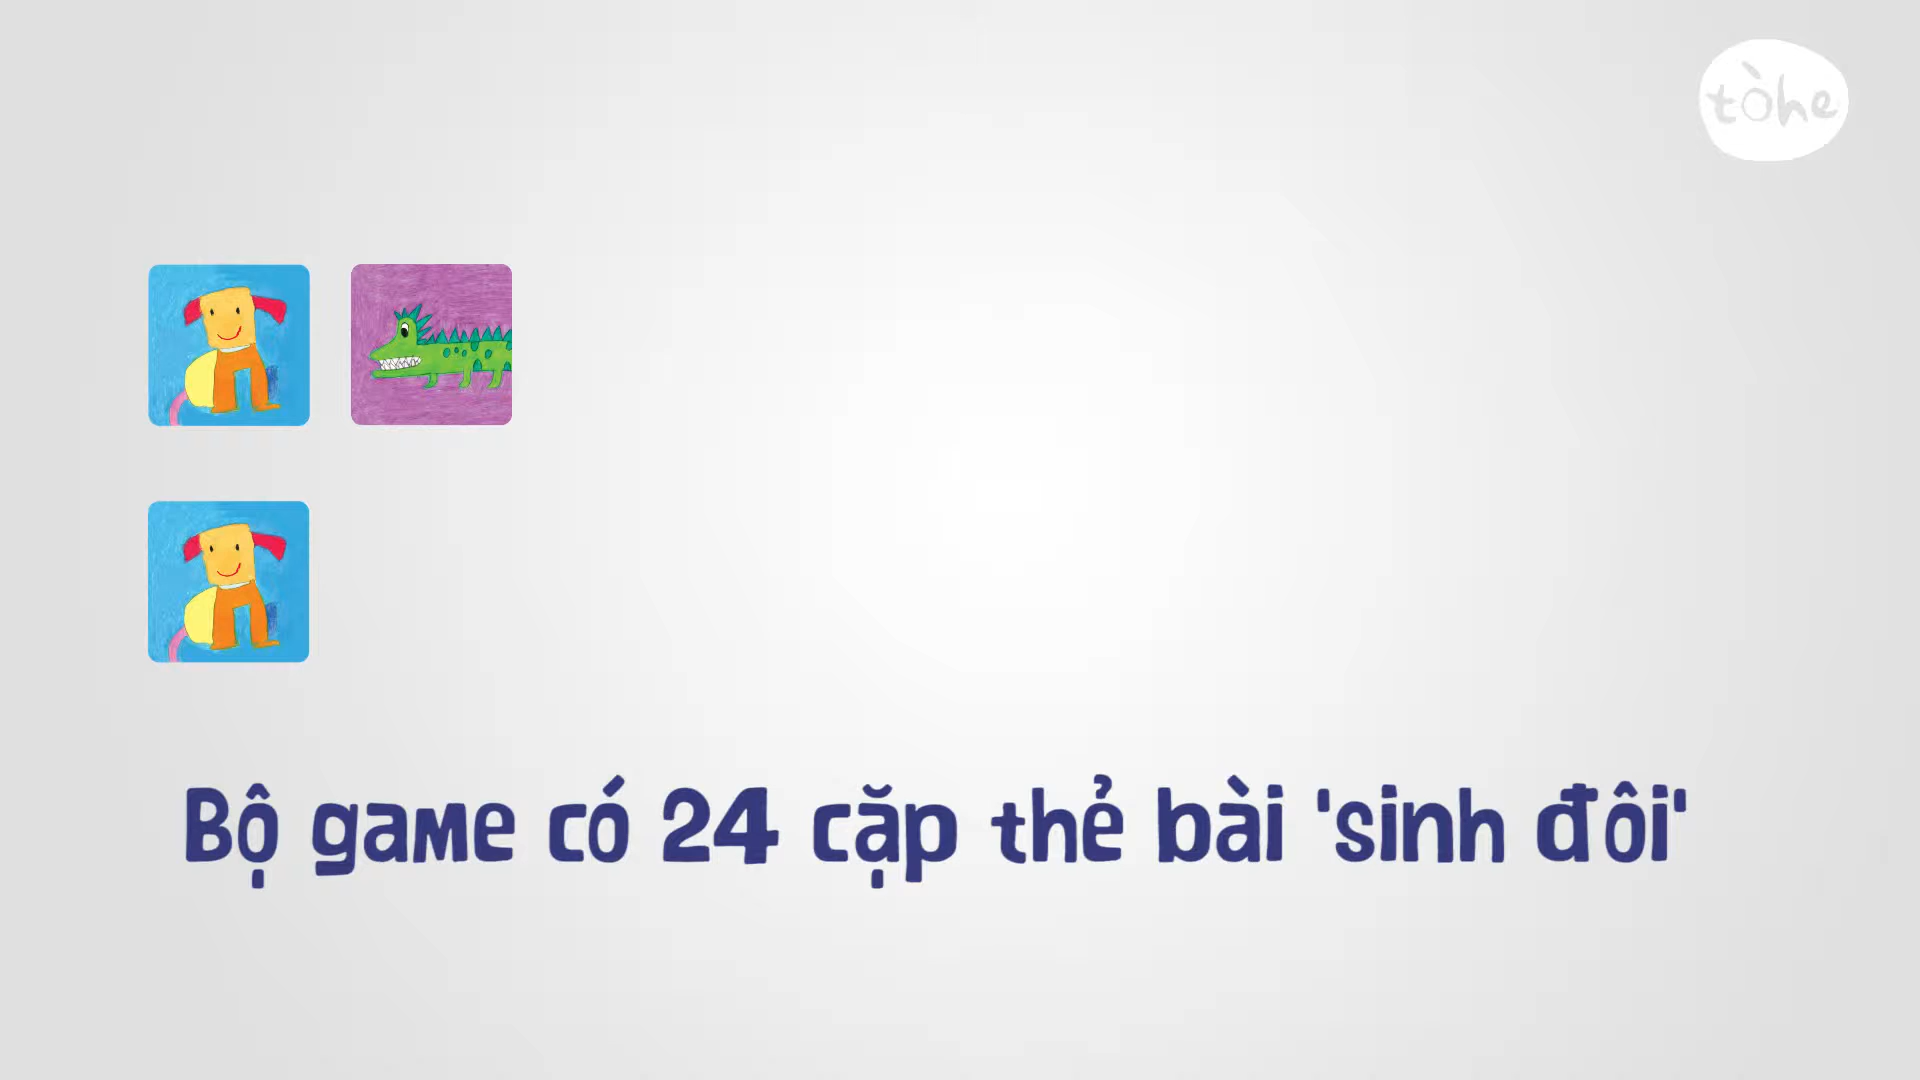 tòhe
Bộ game có 24 cặp thẻ bài 'sinh đôi'